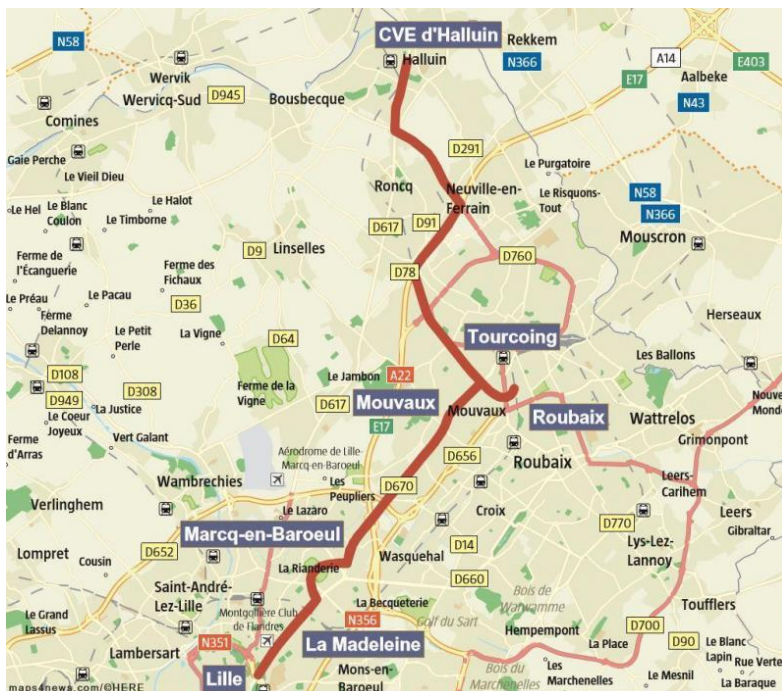 CVE d'Halluin
Rekkem
N58
Halluin
N366
A14
E403
Wervik
E17
Aalbeke
Wervicq-Sud
D945
Bousbecque
N43
Comines
D291
Gaie Perche
Le Purgatoire
Le Vieil Dieu
Roncq
Neuville-en-
Ferrain
Le Risquons-
Tout
N58
Le Hel
Le Blanc
Coulon
Le Halot
Le Timborne
D617
D91
N366
Mouscron
Linselles
D9
D760
Ferme de
l'Écanguerie
Ferme des
Fichaux
D78
Le Préau
Le Pacau
D36
Ferme
Delannoy
Le Petit
Perle
La Vigne
D64
Herseaux
Tourcoing
Les Ballons
D108
D308
Le Jambon
A22
Ferme de la
Vigne
D949
D617
Mouvaux
Mouvaux
Roubaix
Wattrelos
Nouve
Mond
La Justice
Le Coeur
Joyeux
E17
Grimonpont
Ferme
d'Arras
Vert Galant
Aérodrome de Lille-
Marcq-en-Baroeul
D656
Roubaix
Wambrechies
Les
Peupliers
D670
Leers-
Carihem
Verlinghem
Le Lazaro
Croix
Leers
Marcq-en-Baroeul
D770
Gibraltar
Lompret
D652
Wasquehal
D14
Lys-Lez-
Lannoy
Cousin
La Rianderie
D660
Saint-André-
Lez-Lille
Montgolfière Club
de Flandres
La Becqueterie
Bois de
Warwamme
Toufflers
Le Grand
Lassus
N356
Golf du Sart
Hempempont
D700
Lambersart
N351
La Madeleine
La Place
D90
Le Blanc
Lapin
Rue Verte
Lille
Mons-en-
Baroeul
Bois du
Marchenelles
Les
Marchenelles
Le Mesnil
La Baraque
maps4news.com/©HERE